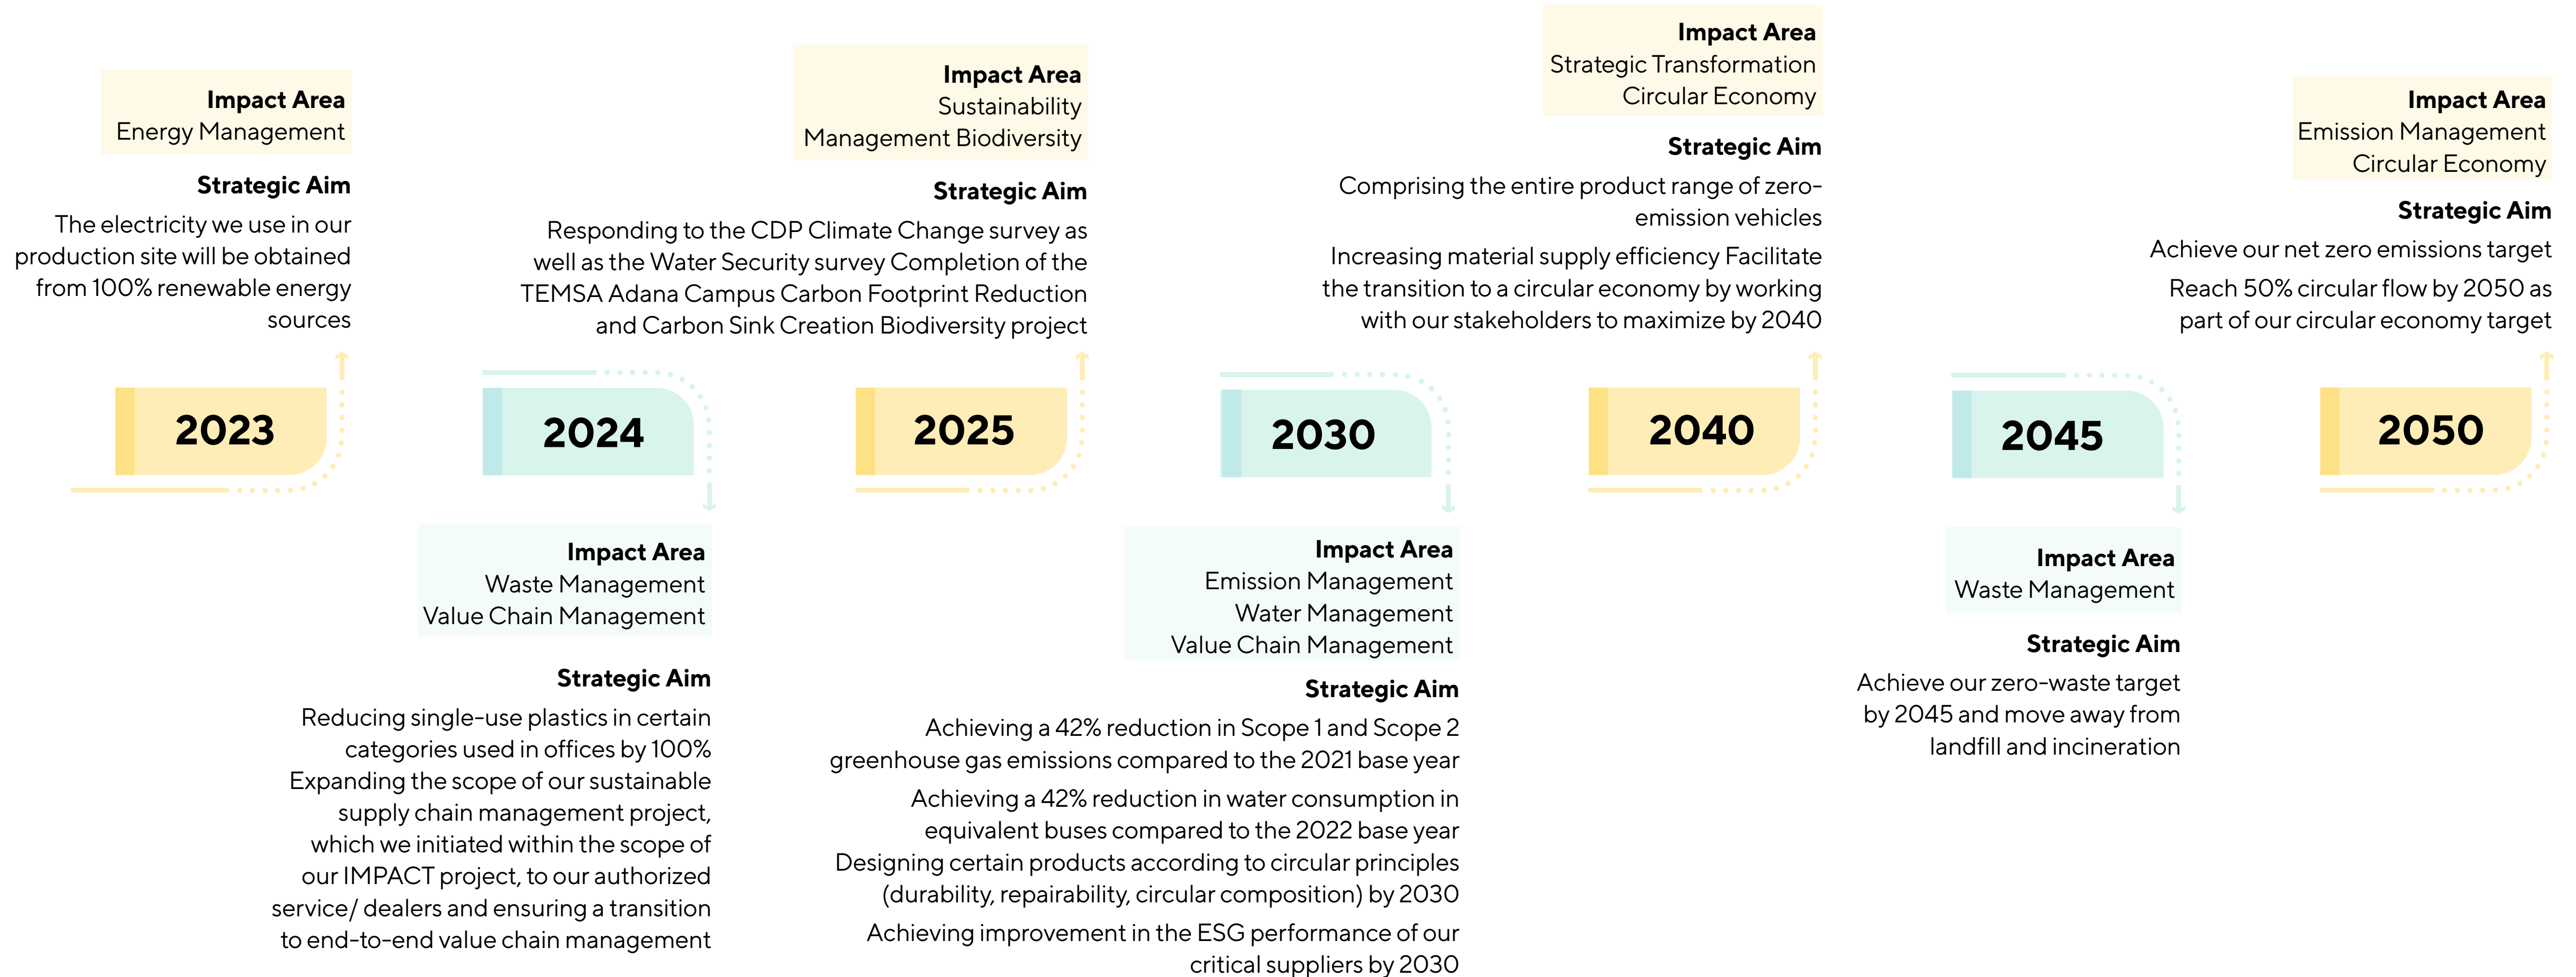 Impact Area
Energy Management
Strategic Aim
The electricity we use in our
production site will be obtained
from 100% renewable energy
sources
2023
2024
Impact Area
Waste Management
Value Chain Management
Strategic Aim
Reducing single-use plastics in certain
categories used in offices by 100%
Expanding the scope of our sustainable
supply chain management project,
which we initiated within the scope of
our IMPACT project, to our authorized
service/ dealers and ensuring a transition
to end-to-end value chain management
Impact Area
Sustainability
Management Biodiversity
Strategic Aim
Responding to the CDP Climate Change survey as
well as the Water Security survey Completion of the
TEMSA Adana Campus Carbon Footprint Reduction
and Carbon Sink Creation Biodiversity project
2025
2030
Impact Area
Emission Management
Water Management
Value Chain Management
Strategic Aim
Achieving a 42% reduction in Scope 1 and Scope 2
greenhouse gas emissions compared to the 2021 base year
Achieving a 42% reduction in water consumption in
equivalent buses compared to the 2022 base year
Designing certain products according to circular principles
(durability, repairability, circular composition) by 2030
Achieving improvement in the ESG performance of our
critical suppliers by 2030
Impact Area
Strategic Transformation
Circular Economy
Strategic Aim
Comprising the entire product range of zero-
emission vehicles
Increasing material supply efficiency Facilitate
the transition to a circular economy by working
with our stakeholders to maximize by 2040
2040
2045
Impact Area
Waste Management
Strategic Aim
Achieve our zero-waste target
by 2045 and move away from
landfill and incineration
Impact Area
Emission Management
Circular Economy
Strategic Aim
Achieve our net zero emissions target
Reach 50% circular flow by 2050 as
part of our circular economy target
2050